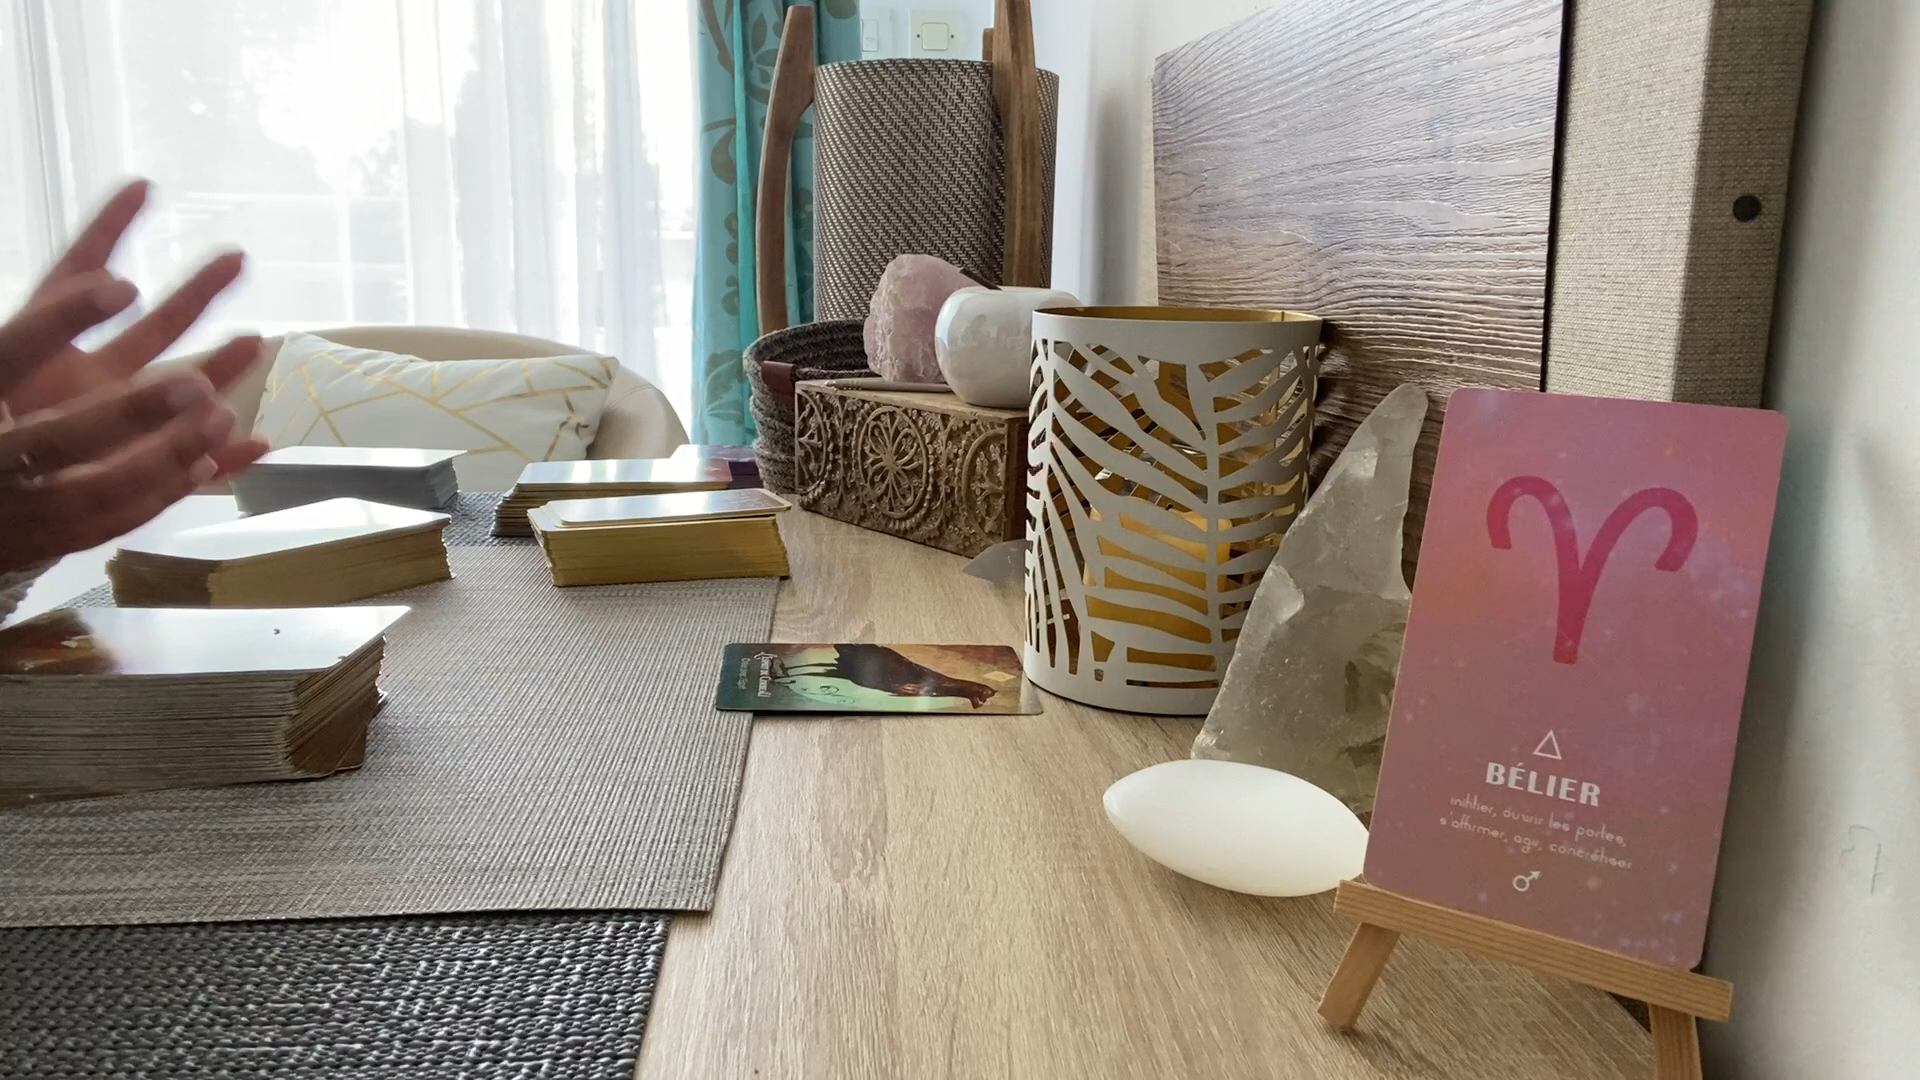 BÉLIER
initier, ouvrir les portes,
s'affirmer, agir, concrétiser